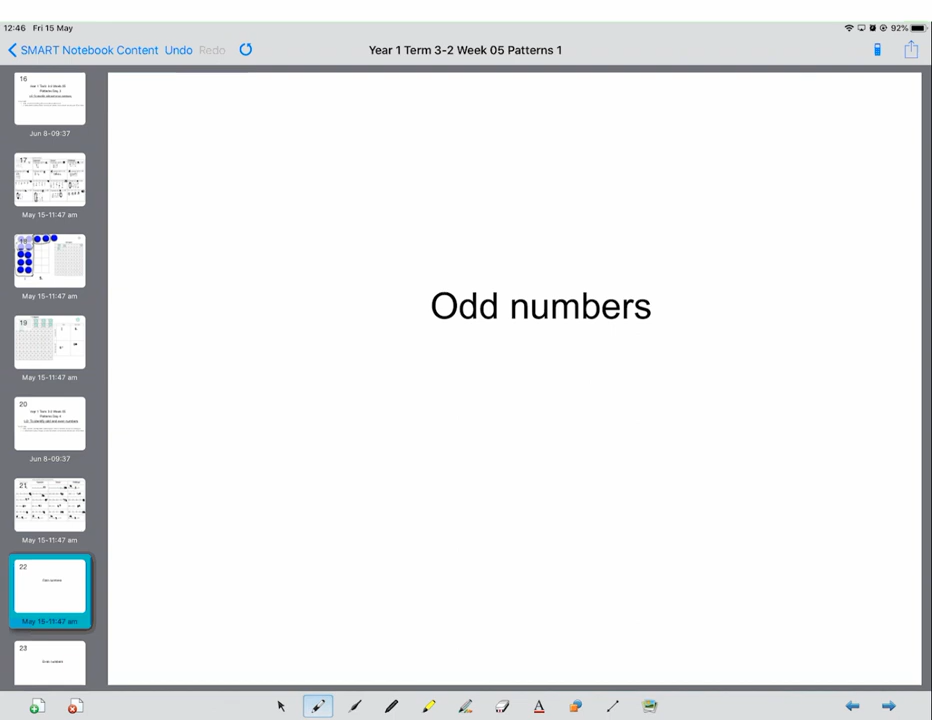 12:46 Fri 15 May
92%
SMART Notebook Content Undo Redo
Year 1 Term 3-2 Week 05 Patterns 1
16
Jun 8-09:37
17
May 15-11:47 am
May 15-11:47 am
19
May 15-11:47 am
20
Jun 8-09:37
21
May 15-11:47 am
22
May 15-11:47 am
23
Odd numbers